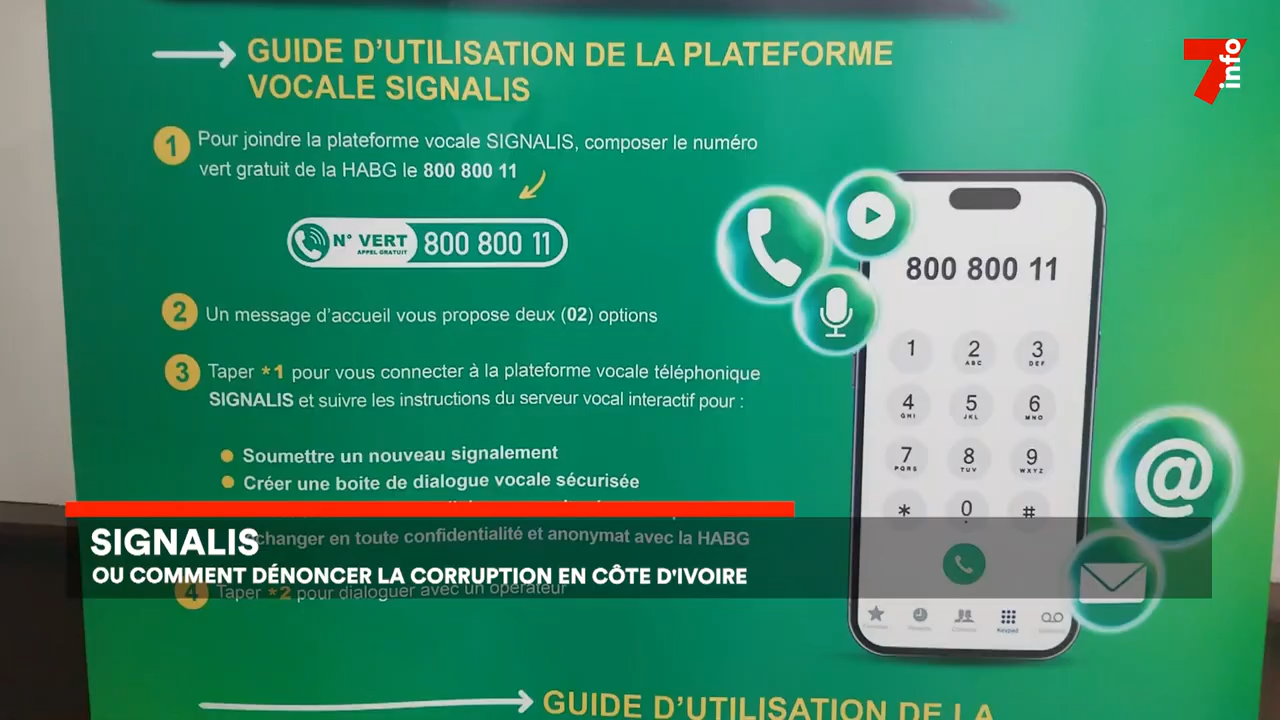 GUIDE D'UTILISATION DE LA PLATEFORME
VOCALE SIGNALIS
7info
1 Pour joindre la plateforme vocale SIGNALIS, composer le numéro
vert gratuit de la HABG le 800 800 11
N° VERT
APPEL GRATUIT
800 800 11
2 Un message d'accueil vous propose deux (02) options
3 Taper *1 pour vous connecter à la plateforme vocale téléphonique
SIGNALIS et suivre les instructions du serveur vocal interactif pour :
Soumettre un nouveau signalement
Créer une boite de dialogue vocale sécurisée
changer en toute confidentialité et anonymat avec la HABG
4 Taper *2 pour dialoguer avec un opérateur
SIGNALIS
OU COMMENT DÉNONCER LA CORRUPTION EN CÔTE D'IVOIRE
800 800 11
1 2 3
ABC DEF
4 5 6
GHI JKL MNO
7 8 9
PQRS TUV WXYZ
* 0 #
Keypad
@
GUIDE D'UTILISATION DE LA